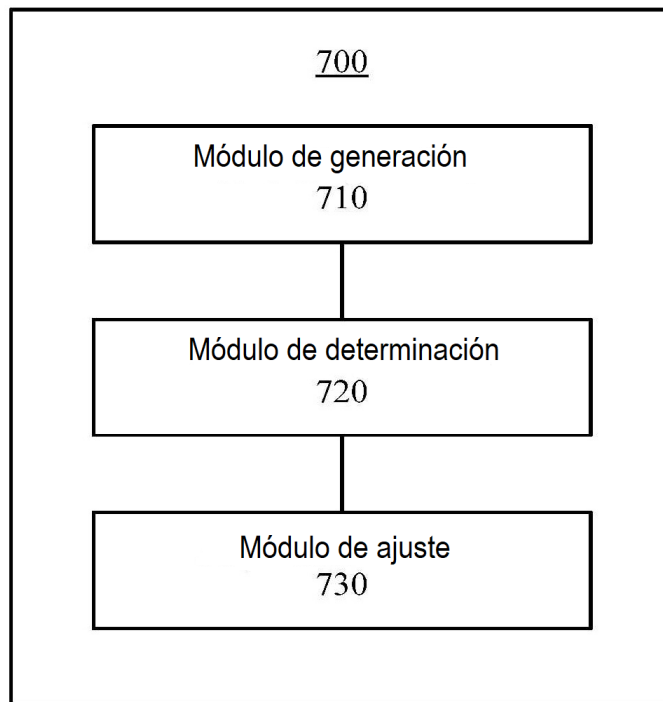 700
Módulo de generación
710
Módulo de determinación
720
Módulo de ajuste
730